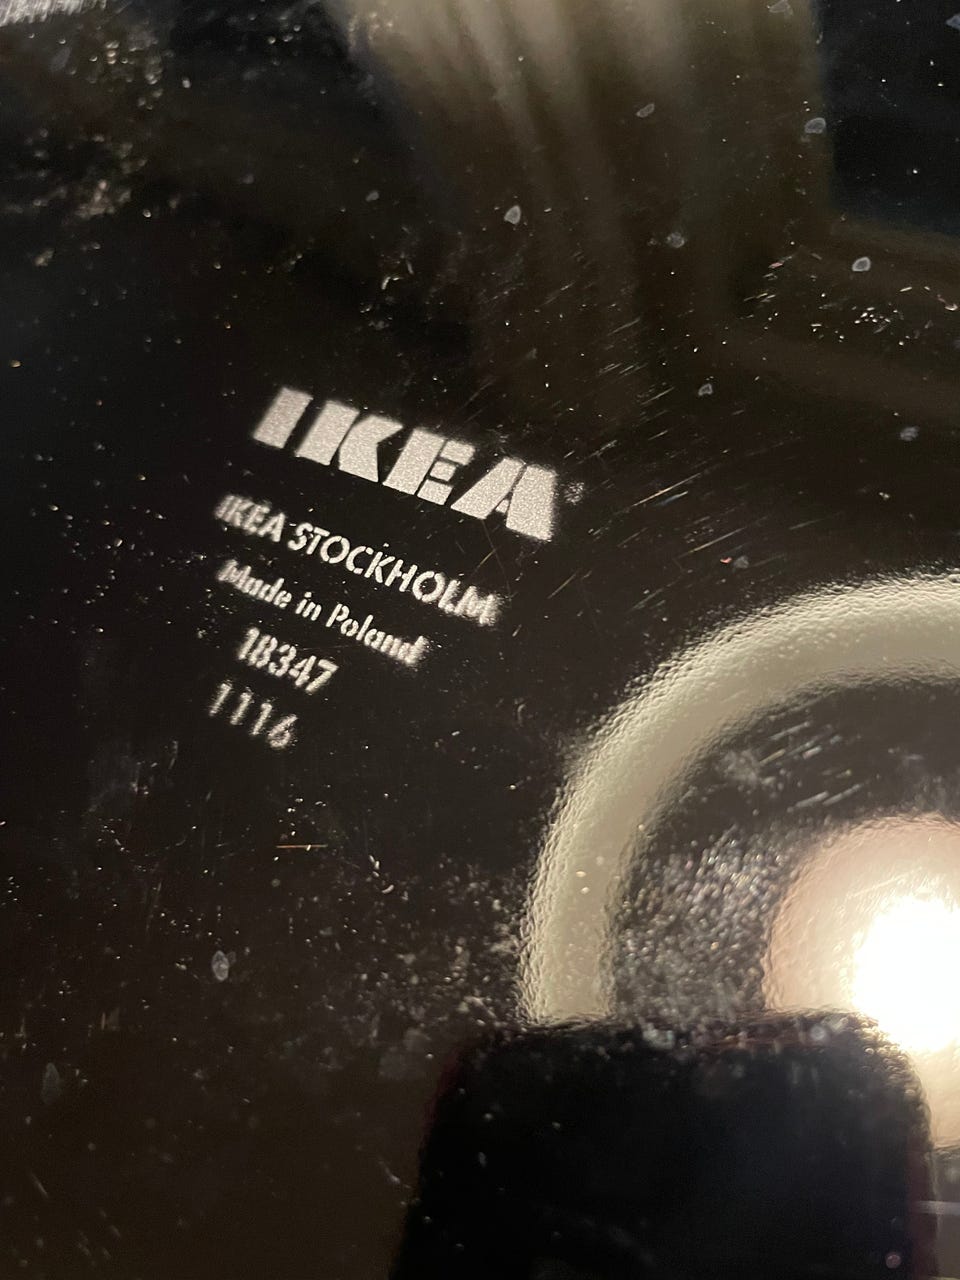 IKEA
IKEA STOCKHOLM
Made in Poland
18347
1116